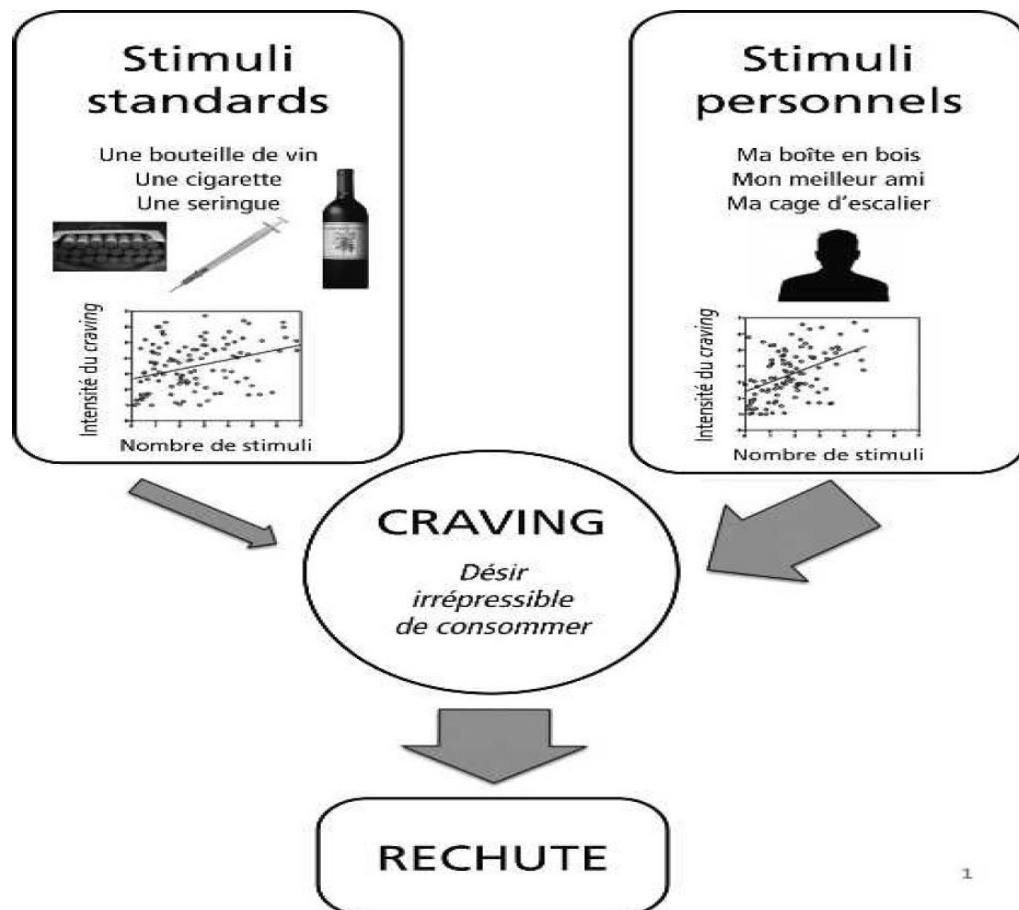 Stimuli
standards
Une bouteille de vin
Une cigarette
Une seringue
Intensité du craving
Nombre de stimuli
Stimuli
personnels
Ma boîte en bois
Mon meilleur ami
Ma cage d'escalier
Intensité du craving
Nombre de stimuli
CRAVING
Désir
irrépressible
de consommer
RECHUTE
1